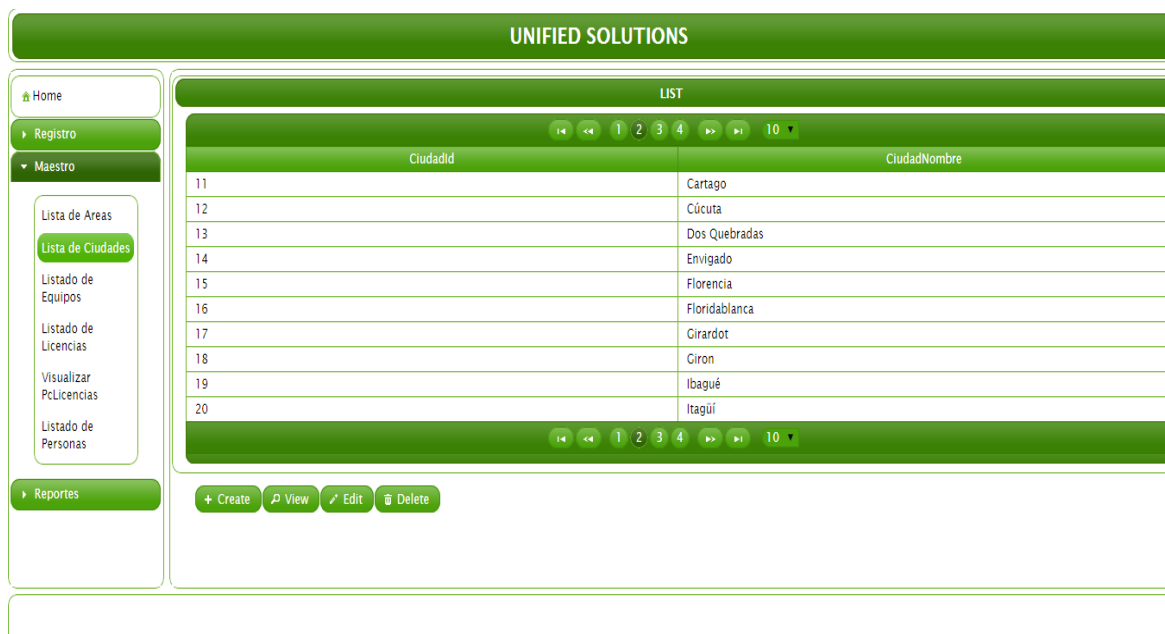 UNIFIED SOLUTIONS
Home
Registro
Maestro
Lista de Areas
Lista de Ciudades
Listado de
Equipos
Listado de
Licencias
Visualizar
PcLicencias
Listado de
Personas
Reportes
LIST
1 2 3 4 10
CiudadId CiudadNombre
11 Cartago
12 Cúcuta
13 Dos Quebradas
14 Envigado
15 Florencia
16 Floridablanca
17 Girardot
18 Giron
19 Ibagué
20 Itagüí
1 2 3 4 10
Create View Edit Delete